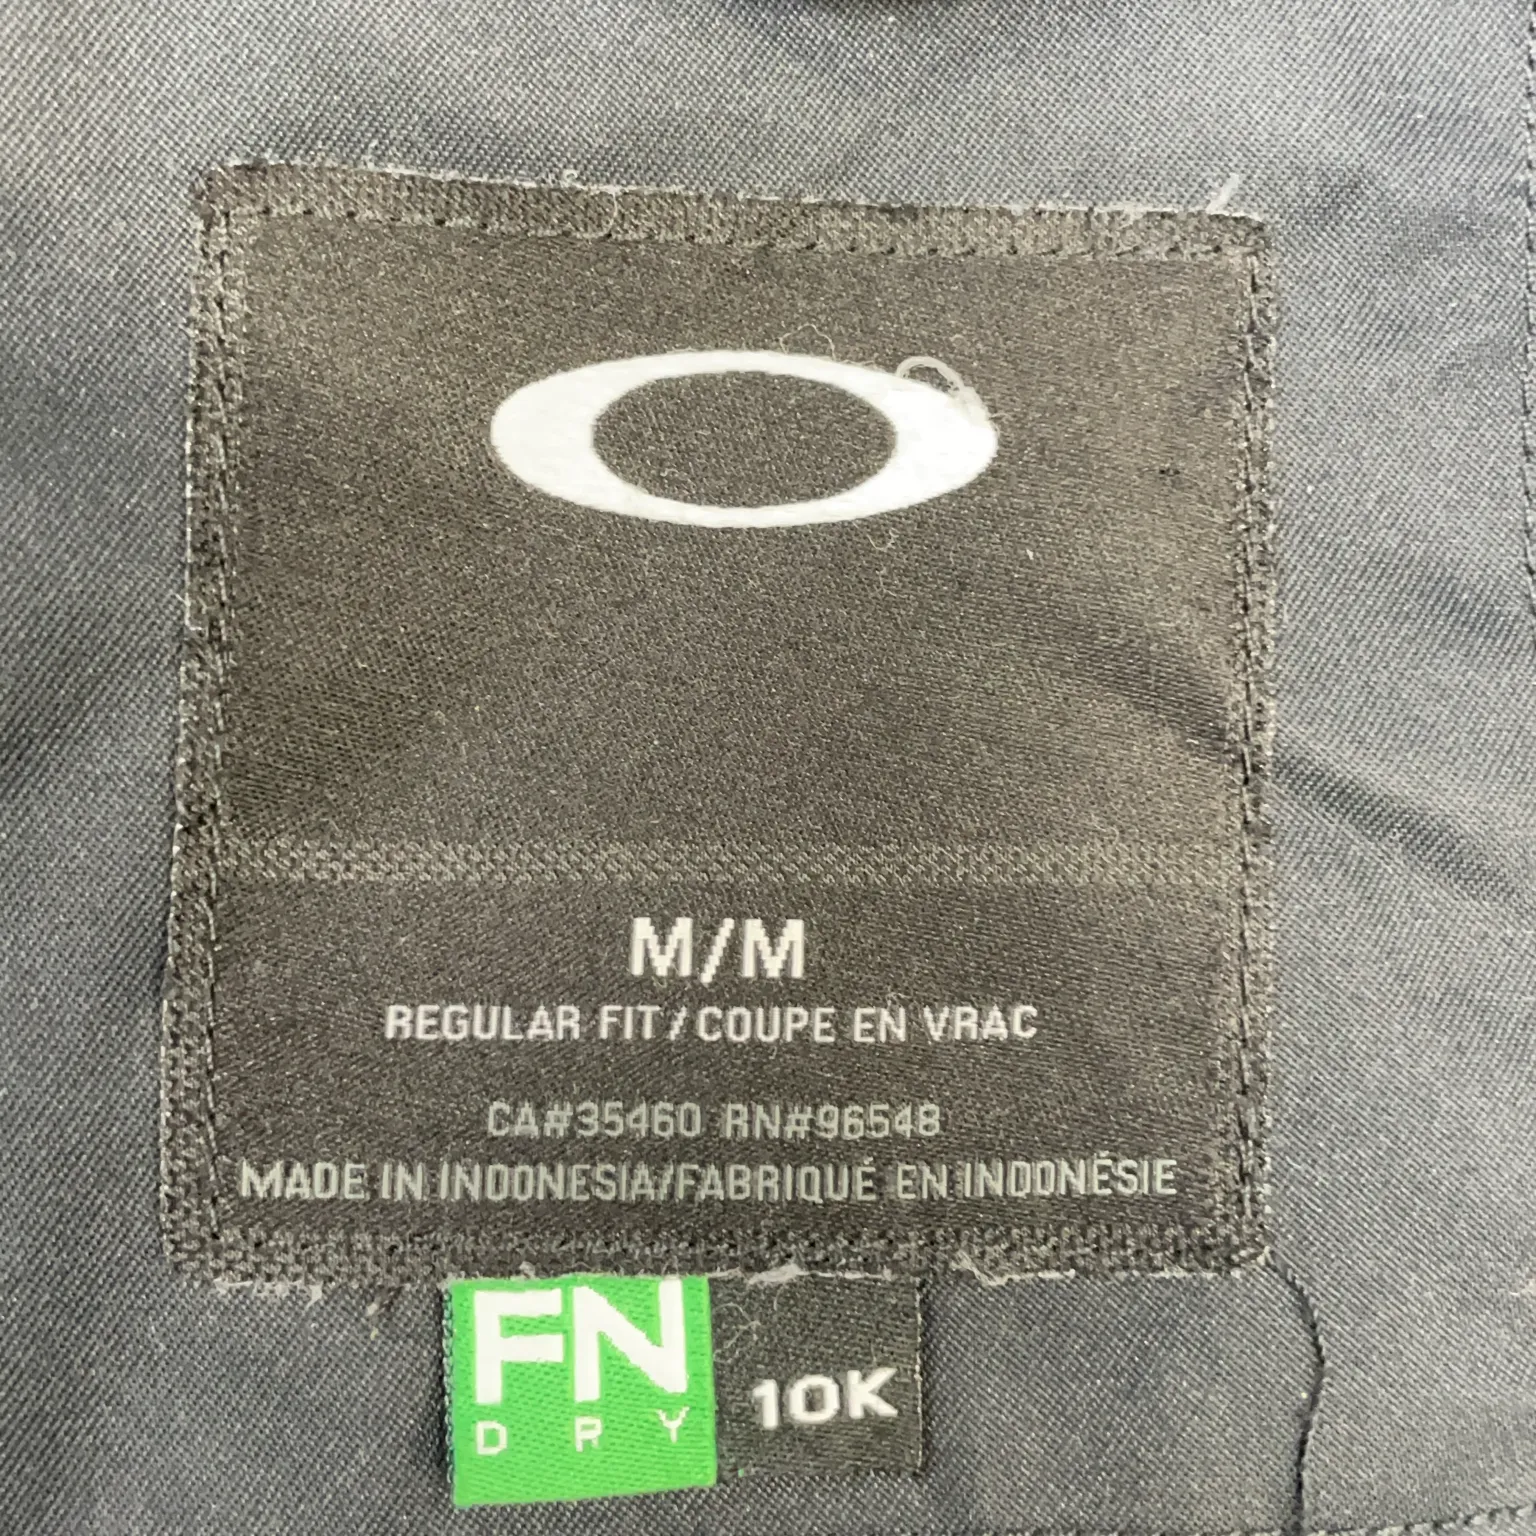 M/M
REGULAR FIT/COUPE EN VRAC
CA#35460 RN#96548
MADE IN INDONESIA/FABRIQUÉ EN INDONÉSIE
FN
DRY
10K